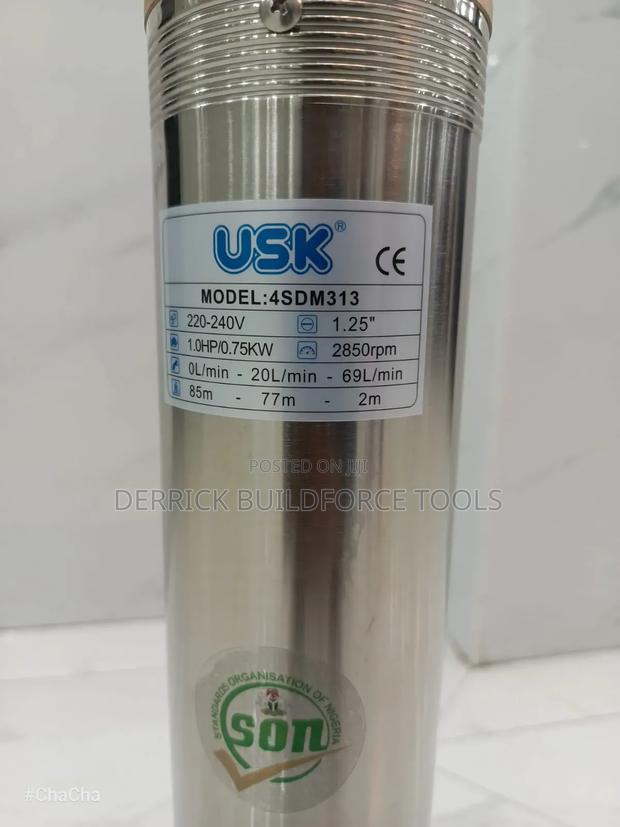 USK®
CE
MODEL:4SDM313
220-240V 1.25"
1.0HP/0.75KW 2850rpm
0L/min - 20L/min - 69L/min
85m - 77m - 2m
POSTED ON JIJI
DERRICK BUILDFORCE TOOLS
STANDARDS ORGANISATION OF NIGERIA
SON
#ChaCha